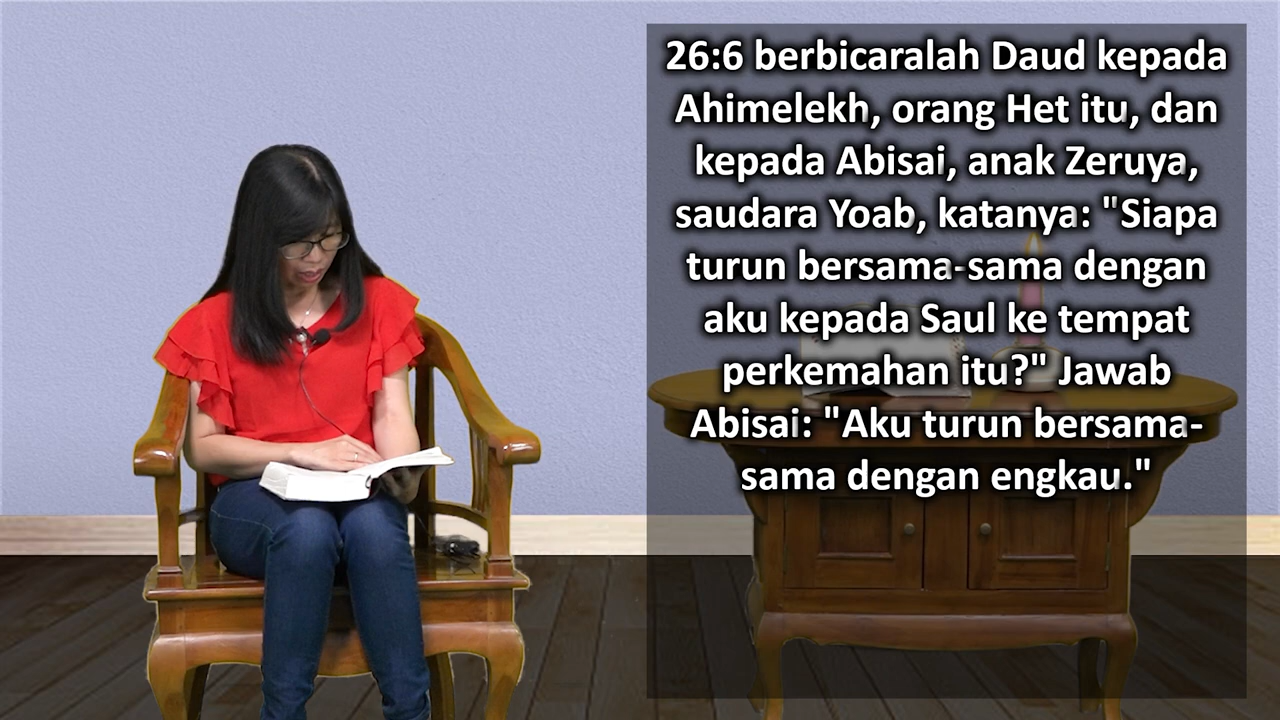 26:6 berbicaralah Daud kepada
Ahimelekh, orang Het itu, dan
kepada Abisai, anak Zeruya,
saudara Yoab, katanya: "Siapa
turun bersama-sama dengan
aku kepada Saul ke tempat
perkemahan itu?" Jawab
Abisai: "Aku turun bersama-
sama dengan engkau."